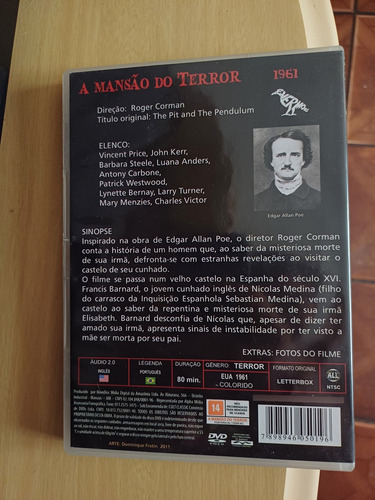 A MANSÃO DO TERROR 1961
Direção: Roger Corman
Título original: The Pit and The Pendulum
ELENCO:
Vincent Price, John Kerr,
Barbara Steele, Luana Anders,
Antony Carbone,
Patrick Westwood,
Lynette Bernay, Larry Turner,
Mary Menzies, Charles Victor
Edgar Allan Poe
SINOPSE
Inspirado na obra de Edgar Allan Poe, o diretor Roger Corman
conta a história de um homem que, ao saber da misteriosa morte
de sua irmã, defronta-se com estranhas revelações ao visitar o
castelo de seu cunhado.
O filme se passa num velho castelo na Espanha do século XVI.
Francis Barnard, o jovem cunhado inglês de Nicolas Medina (filho
do carrasco da Inquisição Espanhola Sebastian Medina), vem ao
castelo ao saber da repentina e misteriosa morte de sua irmã
Elisabeth. Barnard desconfia de Nicolas que, apesar de dizer ter
amado sua irmã, apresenta sinais de instabilidade por ter visto a
mãe ser morta por seu pai.
EXTRAS: FOTOS DO FILME
ÁUDIO 2.0
INGLÊS
LEGENDA
PORTUGUÊS
DURAÇÃO
80 min.
GÊNERO: TERROR
EUA 1961
- COLORIDO
FORMATO ORIGINAL
LETTERBOX
ALL
NTSC
14
DVD
VIDEO
7898946050196
ARTE: Dominique Fretin 2011